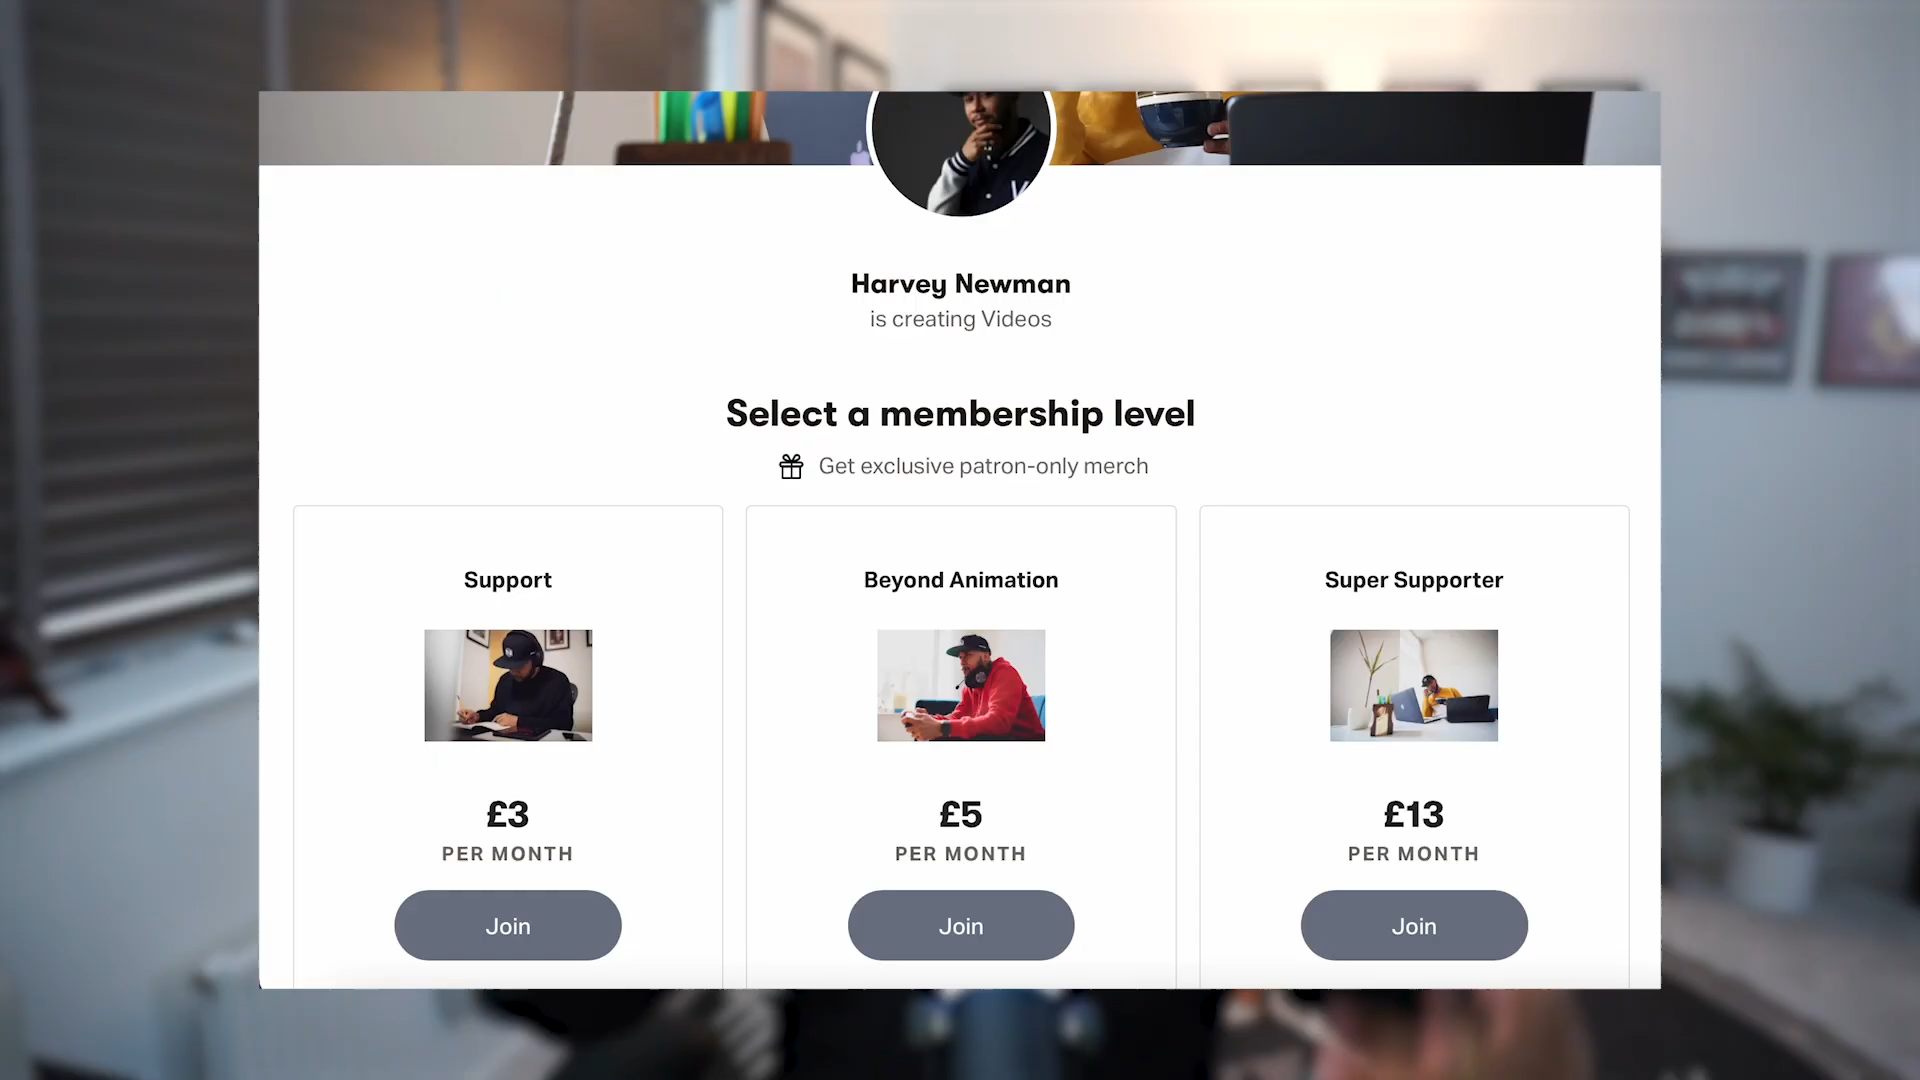 Harvey Newman
is creating Videos
Select a membership level
Get exclusive patron-only merch
Support
Beyond Animation
Super Supporter
£3
PER MONTH
£5
PER MONTH
£13
PER MONTH
Join
Join
Join